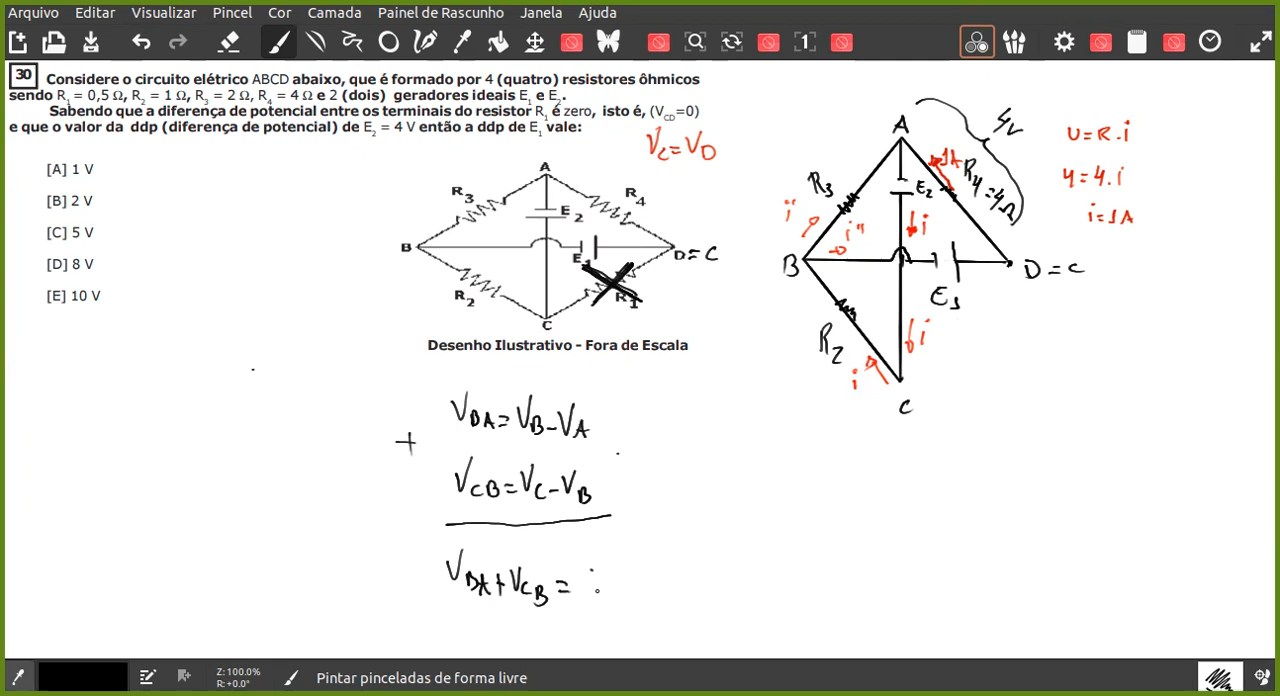 Arquivo Editar Visualizar Pincel Cor Camada Painel de Rascunho Janela Ajuda
30 Considere o circuito elétrico ABCD abaixo, que é formado por 4 (quatro) resistores ôhmicos
sendo R1 = 0,5 Ω, R2 = 1 Ω, R3 = 2 Ω, R4 = 4 Ω e 2 (dois) geradores ideais E1 e E2.
Sabendo que a diferença de potencial entre os terminais do resistor R1 é zero, isto é, (VCD=0)
e que o valor da ddp (diferença de potencial) de E2 = 4 V então a ddp de E1 vale:
VC=VD
[A] 1 V
[B] 2 V
[C] 5 V
[D] 8 V
[E] 10 V
A
R3
R4
E2
B
E1
D=C
R2
R1
C
Desenho Ilustrativo - Fora de Escala
A
4V
R3
E2
1A
R4=4Ω
i''
i'''
i
B
D=C
E1
R2
i
i
C
U=R.i
4=4.i
i=1A
VBA=VB-VA
+
VCB=VC-VB
VBA+VCB=
Z: 100.0%
R: +0.0°
Pintar pinceladas de forma livre